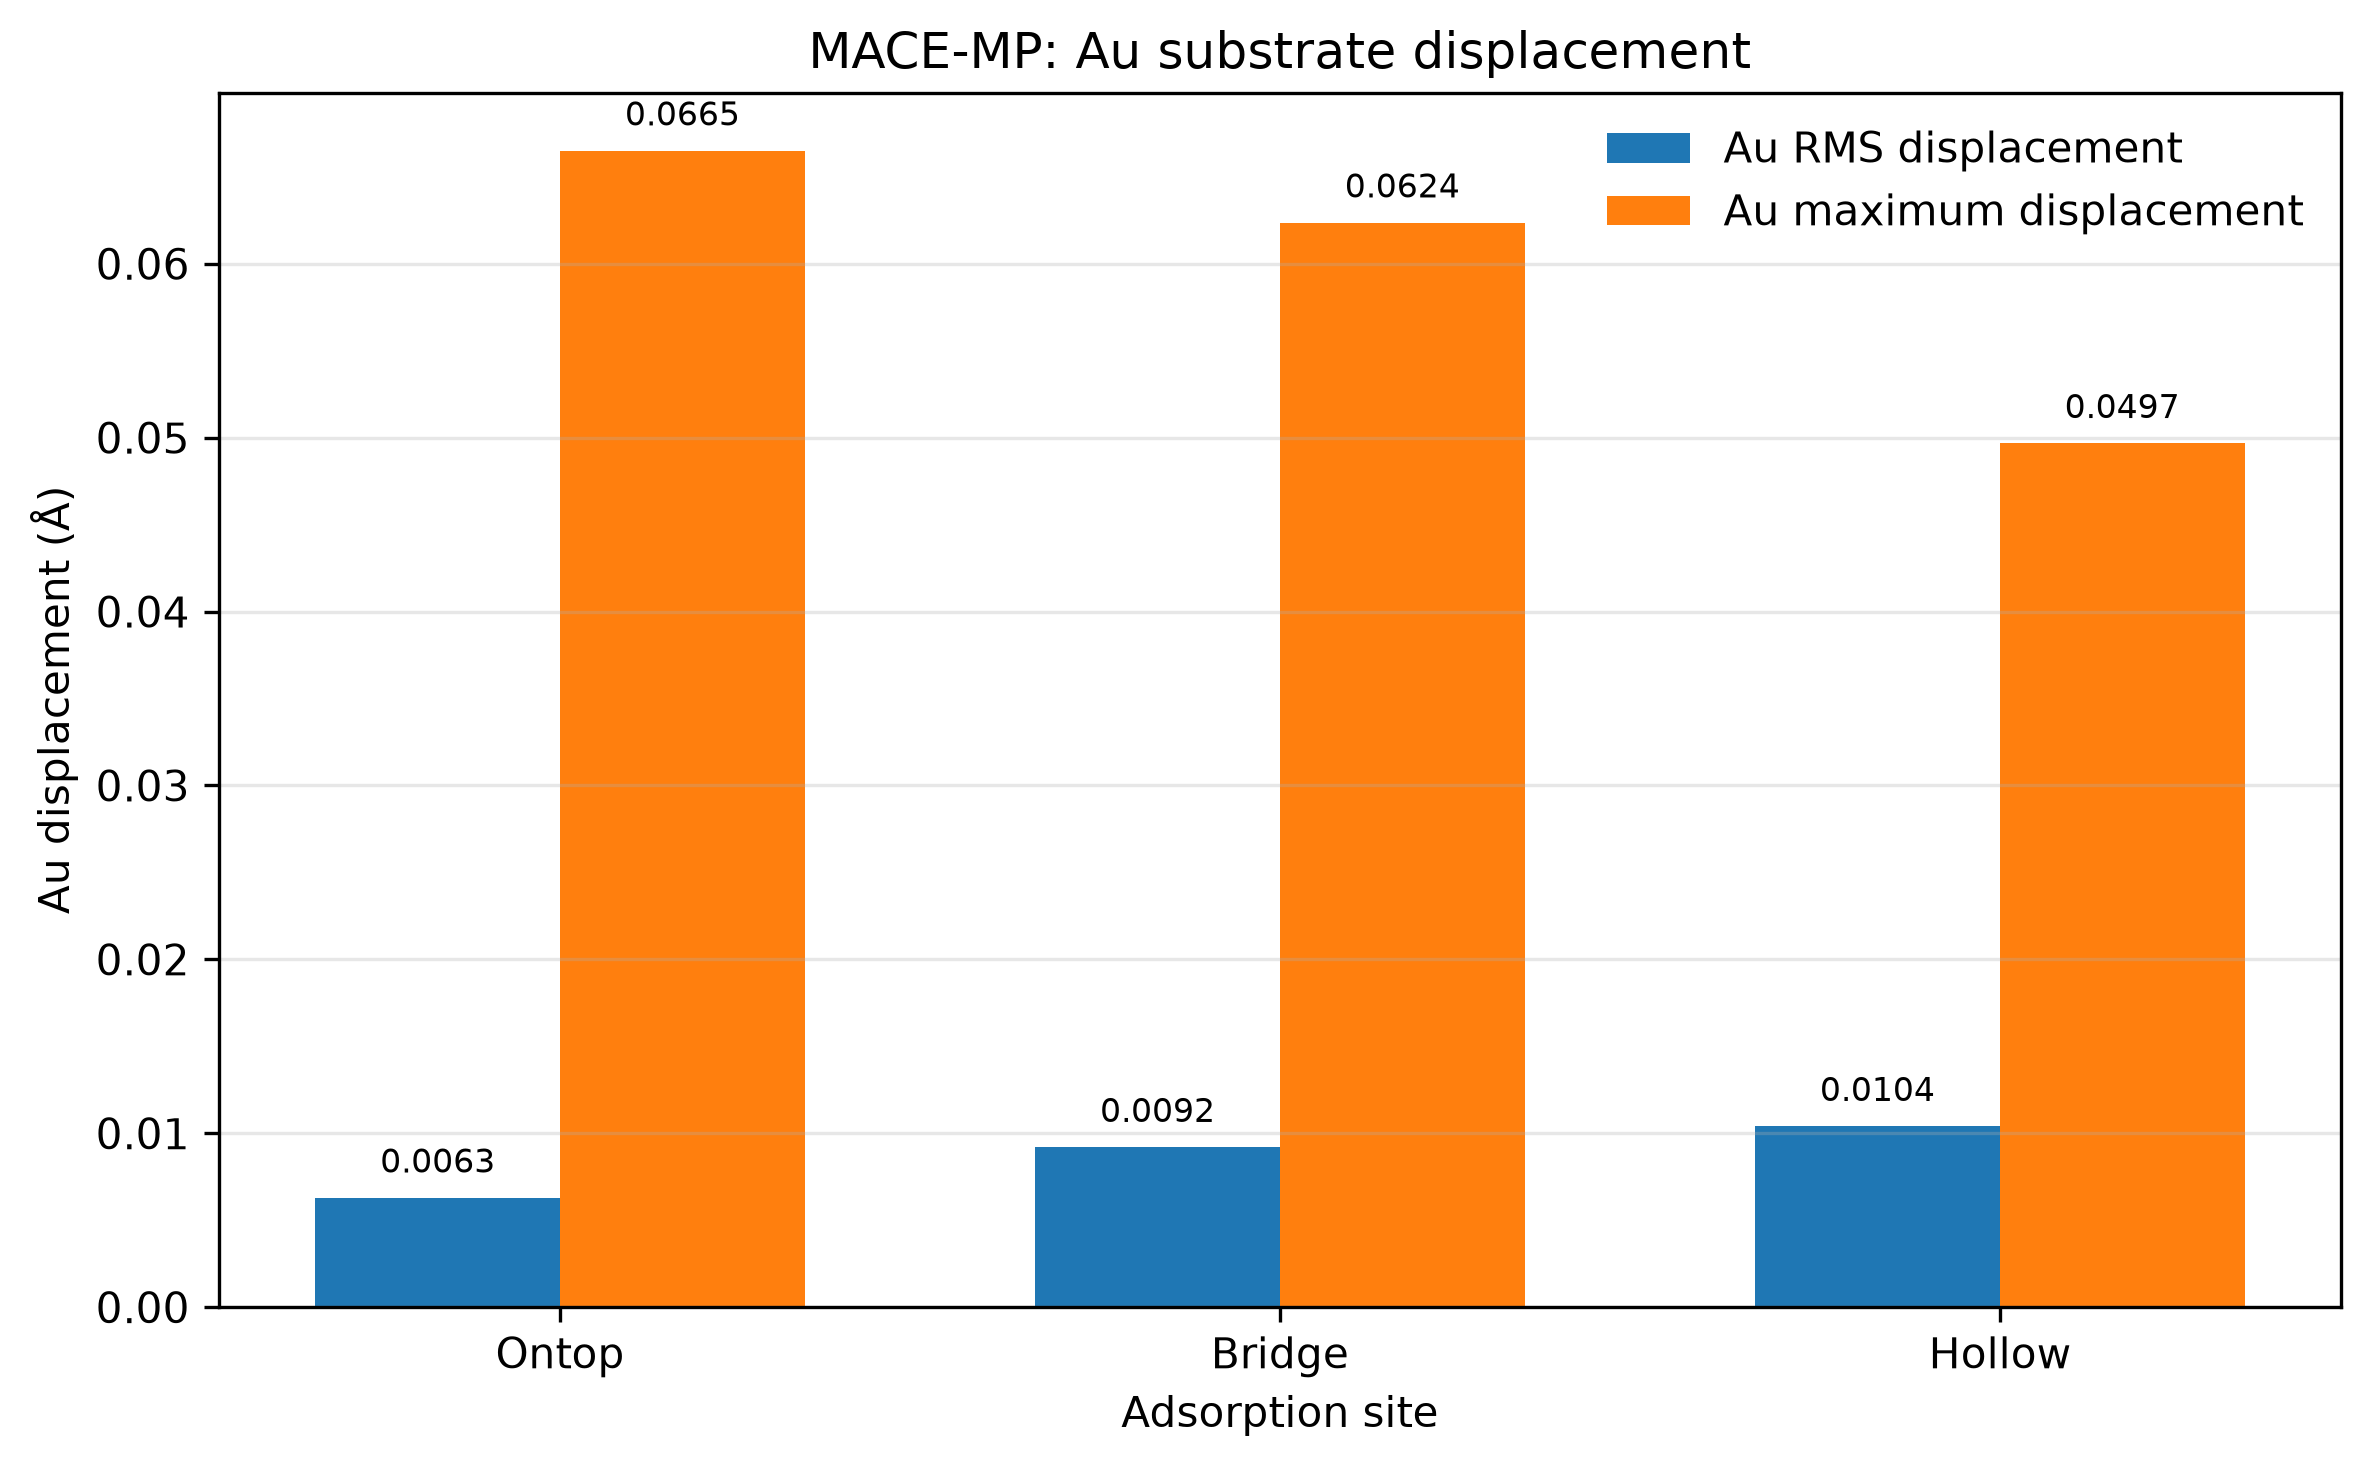 MACE-MP: Au substrate displacement
0.0665
0.0624
0.0497
0.0063
0.0092
0.0104
Au RMS displacement
Au maximum displacement
Au displacement (Å)
0.06
0.05
0.04
0.03
0.02
0.01
0.00
Ontop
Bridge
Hollow
Adsorption site